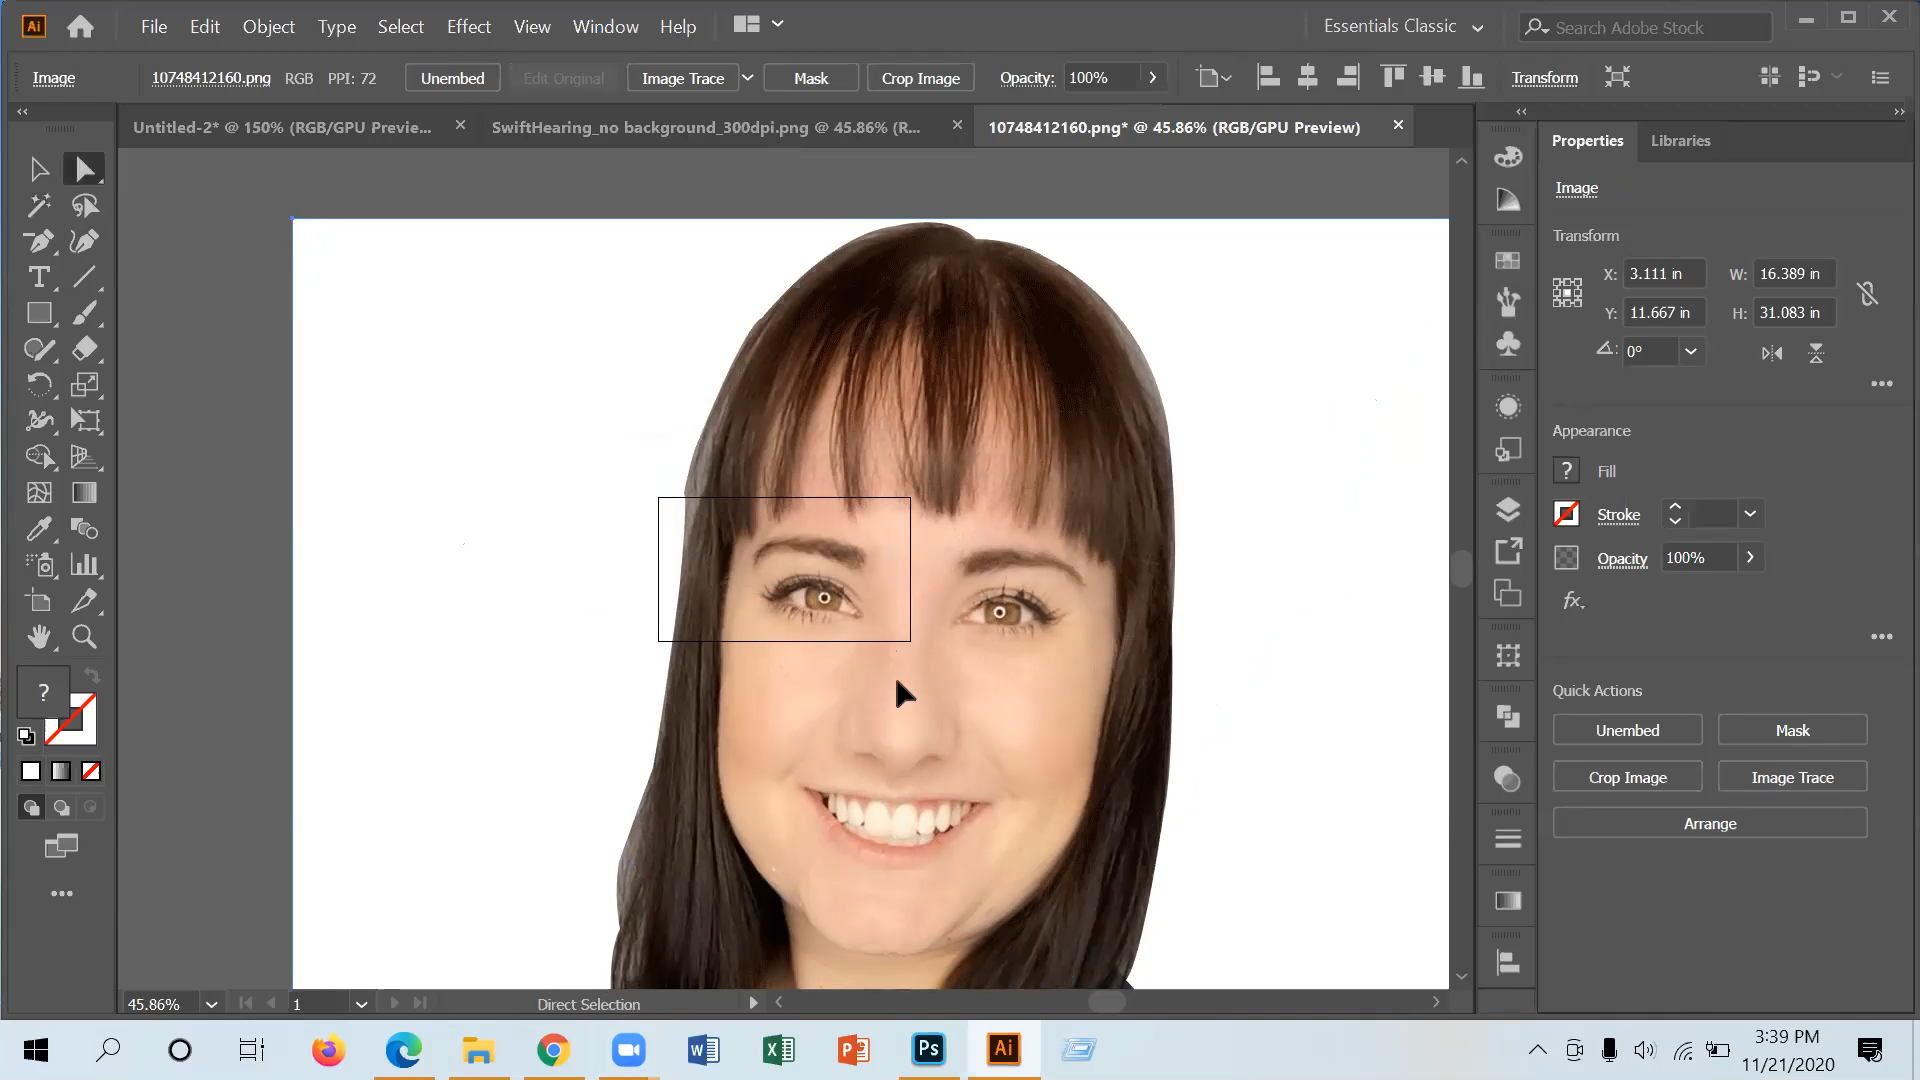 Ai File Edit Object Type Select Effect View Window Help Essentials Classic Search Adobe Stock
Image 10748412160.png RGB PPI: 72 Unembed Edit Original Image Trace Mask Crop Image Opacity: 100% Transform
Untitled-2* @ 150% (RGB/GPU Previe... SwiftHearing_no background_300dpi.png @ 45.86% (R... 10748412160.png* @ 45.86% (RGB/GPU Preview)
Properties Libraries
Image
Transform
X: 3.111 in W: 16.389 in
Y: 11.667 in H: 31.083 in
0°
Appearance
? Fill
Stroke
Opacity 100%
fx
Quick Actions
Unembed Mask
Crop Image Image Trace
Arrange
T
?
45.86% 1 Direct Selection
Ps Ai
3:39 PM
11/21/2020